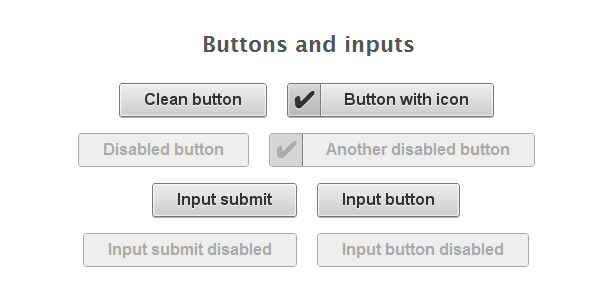 Buttons and inputs
Clean button
Button with icon
Disabled button
Another disabled button
Input submit
Input button
Input submit disabled
Input button disabled